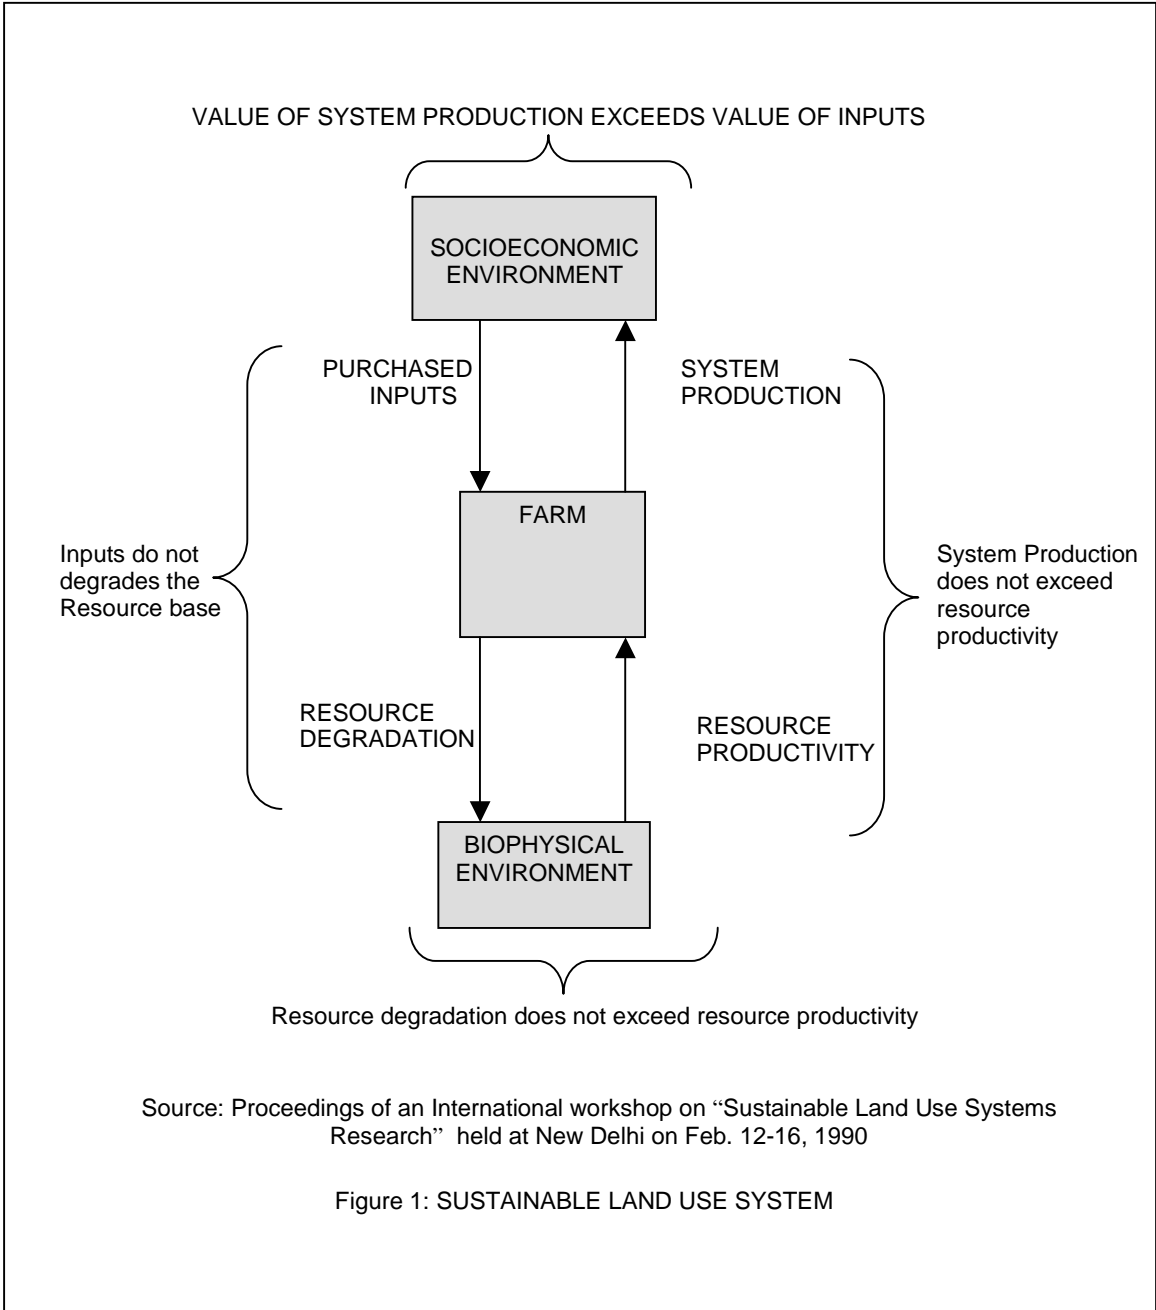 VALUE OF SYSTEM PRODUCTION EXCEEDS VALUE OF INPUTS
SOCIOECONOMIC
ENVIRONMENT
PURCHASED
INPUTS
SYSTEM
PRODUCTION
FARM
Inputs do not
degrades the
Resource base
System Production
does not exceed
resource
productivity
RESOURCE
DEGRADATION
RESOURCE
PRODUCTIVITY
BIOPHYSICAL
ENVIRONMENT
Resource degradation does not exceed resource productivity
Source: Proceedings of an International workshop on “Sustainable Land Use Systems
Research” held at New Delhi on Feb. 12-16, 1990
Figure 1: SUSTAINABLE LAND USE SYSTEM